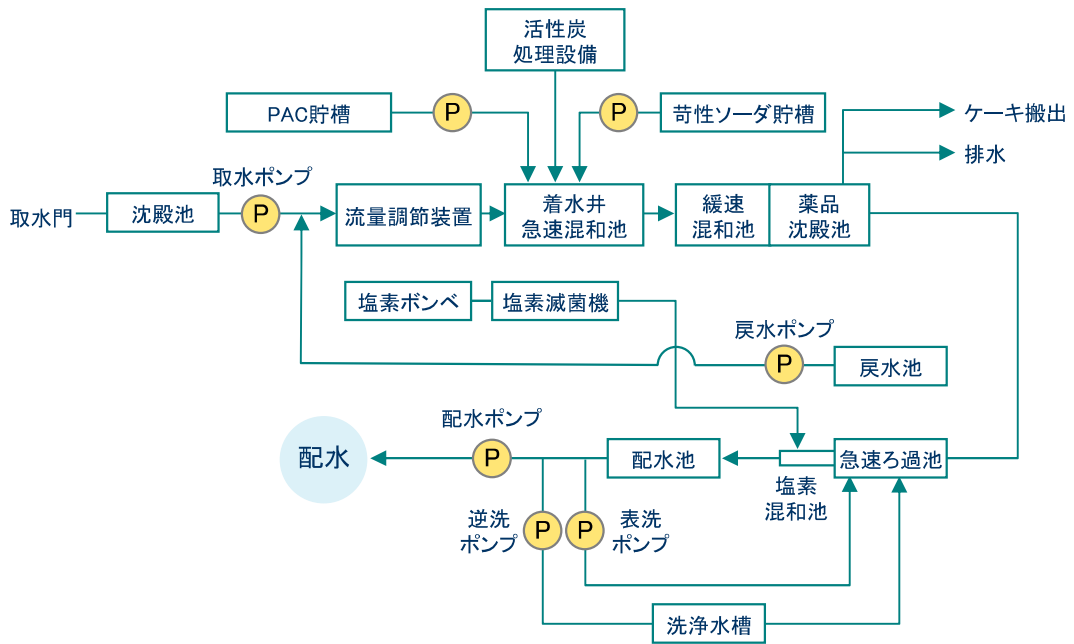 活性炭
処理設備
PAC貯槽
P
P
苛性ソーダ貯槽
ケーキ搬出
排水
取水ポンプ
取水門
沈殿池
P
流量調節装置
着水井
急速混和池
緩速
混和池
薬品
沈殿池
塩素ボンベ
塩素滅菌機
戻水ポンプ
P
戻水池
配水ポンプ
配水
P
配水池
急速ろ過池
塩素
混和池
逆洗
ポンプ
P
P
表洗
ポンプ
洗浄水槽